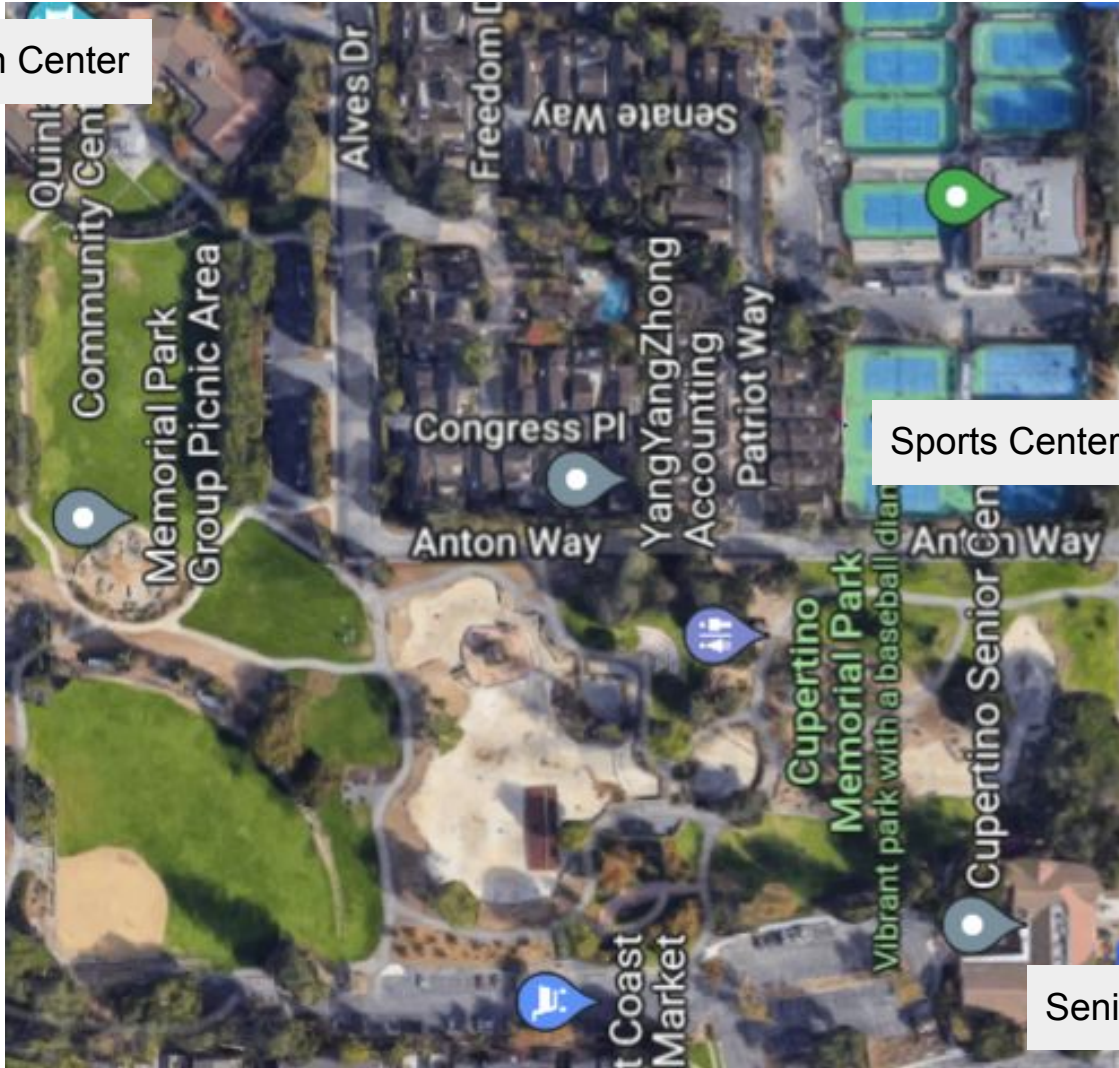 n Center
Quinl
Community Cent
Alves Dr
Freedom D
Senate Way
Memorial Park
Group Picnic Area
Congress Pl
YangYangZhong
Accounting
Patriot Way
Sports Center
Anton Way
Anton Way
Cupertino
Memorial Park
Vibrant park with a baseball diam
Cupertino Senior Cen
t Coast
Market
Seni